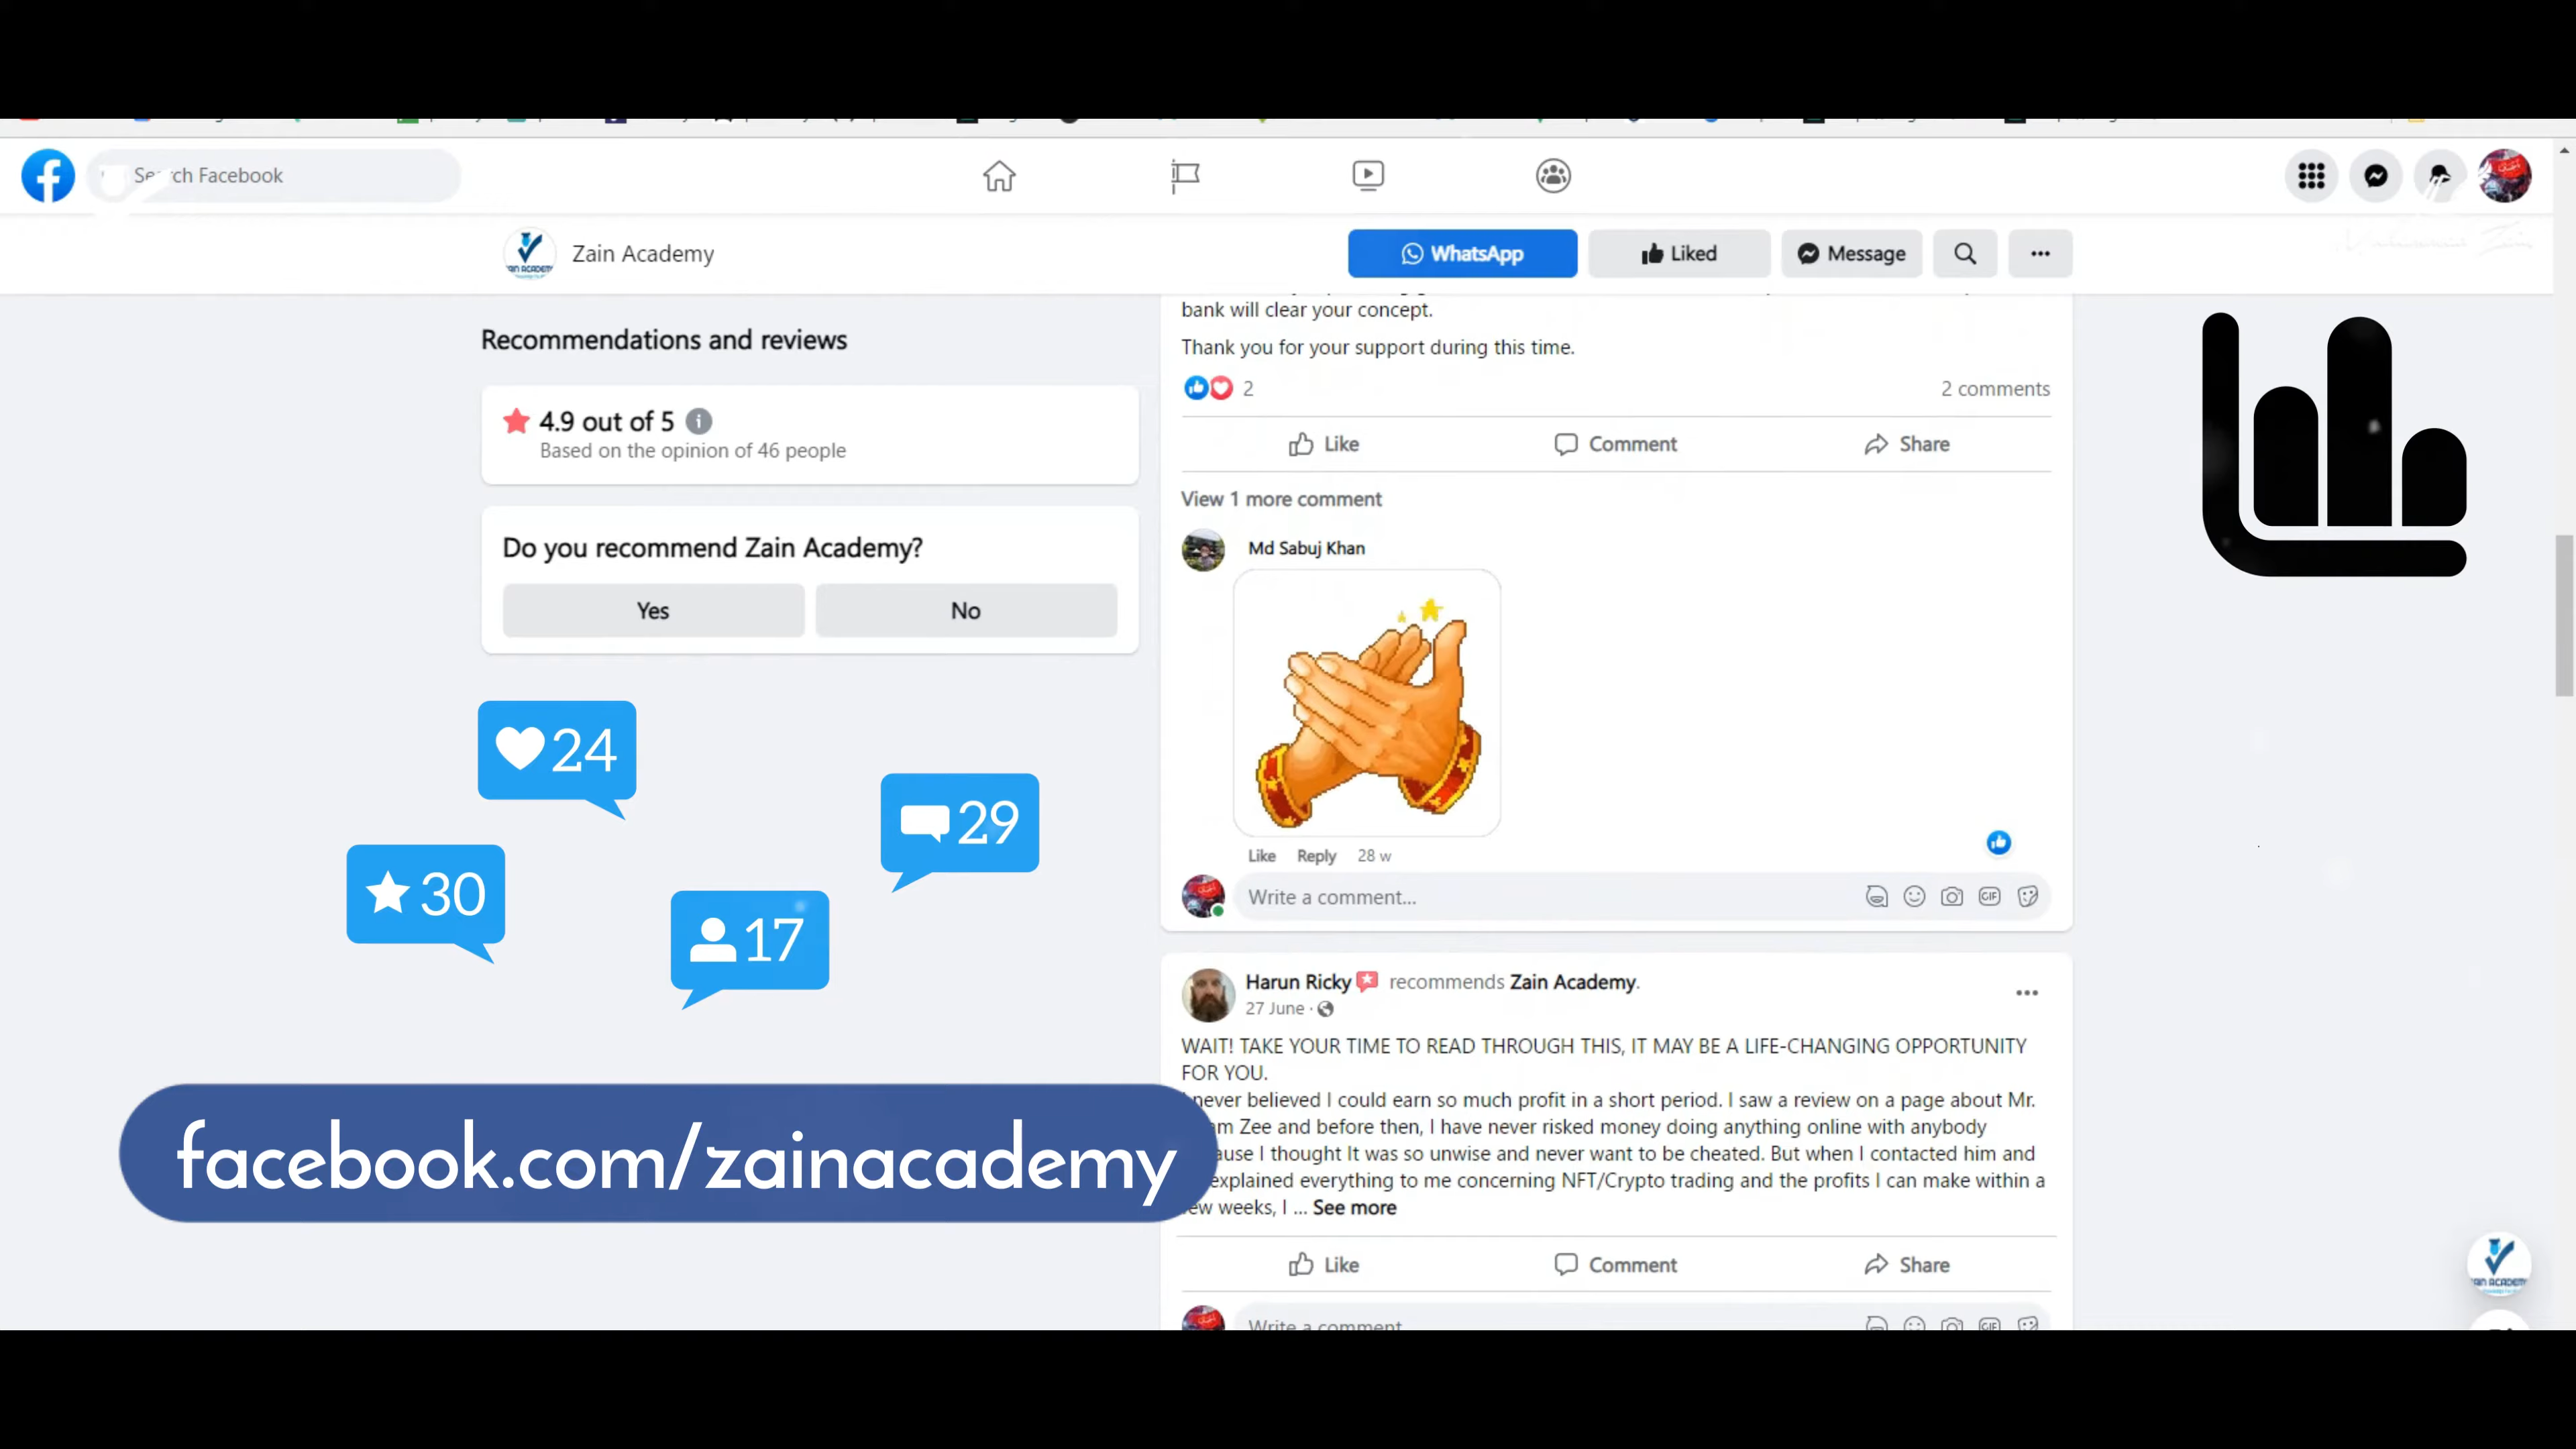 Search Facebook
Zain Academy
WhatsApp
Liked
Message
Recommendations and reviews
4.9 out of 5
Based on the opinion of 46 people
Do you recommend Zain Academy?
Yes
No
24
29
30
17
facebook.com/zainacademy
bank will clear your concept.
Thank you for your support during this time.
2
2 comments
Like
Comment
Share
View 1 more comment
Md Sabuj Khan
Like Reply 28 w
Write a comment...
GIF
Harun Ricky recommends Zain Academy.
27 June
WAIT! TAKE YOUR TIME TO READ THROUGH THIS, IT MAY BE A LIFE-CHANGING OPPORTUNITY
FOR YOU.
never believed I could earn so much profit in a short period. I saw a review on a page about Mr.
Zee and before then, I have never risked money doing anything online with anybody
I thought It was so unwise and never want to be cheated. But when I contacted him and
explained everything to me concerning NFT/Crypto trading and the profits I can make within a
weeks, I ... See more
Like
Comment
Share
Write a comment
GIF